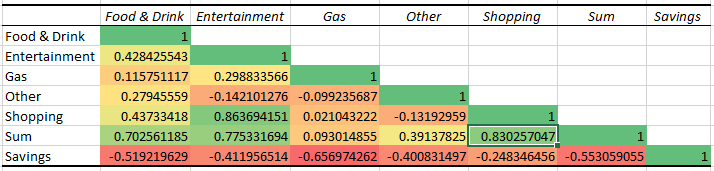 Food & Drink Entertainment Gas Other Shopping Sum Savings
Food & Drink 1
Entertainment 0.428425543 1
Gas 0.115751117 0.298833566 1
Other 0.27945559 -0.142101276 -0.099235687 1
Shopping 0.43733418 0.863694151 0.021043222 -0.13192959 1
Sum 0.702561185 0.775331694 0.093014855 0.39137825 0.830257047 1
Savings -0.519219629 -0.411956514 -0.656974262 -0.400831497 -0.248346456 -0.553059055 1